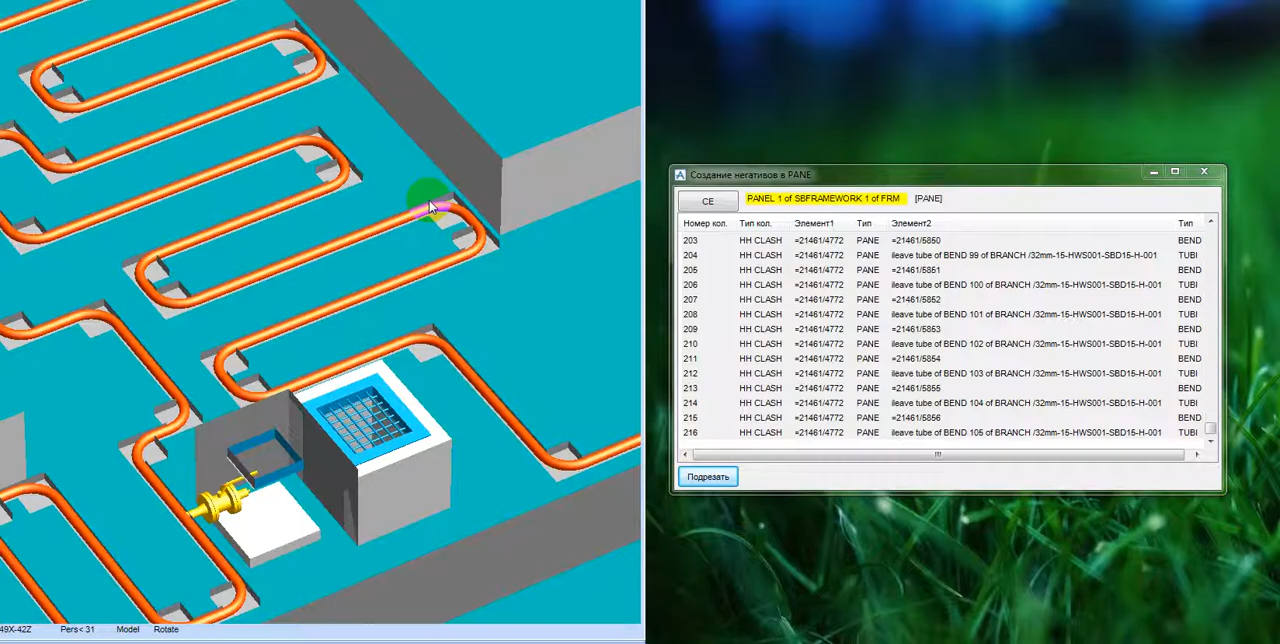 Создание негативов в PANE
CE PANEL 1 of SBFRAMEWORK 1 of FRM [PANE]
Номер кол. Тип кол. Элемент1 Тип Элемент2 Тип
203 HH CLASH =21461/4772 PANE =21461/5850 BEND
204 HH CLASH =21461/4772 PANE ileave tube of BEND 99 of BRANCH /32mm-15-HWS001-SBD15-H-001 TUBI
205 HH CLASH =21461/4772 PANE =21461/5851 BEND
206 HH CLASH =21461/4772 PANE ileave tube of BEND 100 of BRANCH /32mm-15-HWS001-SBD15-H-001 TUBI
207 HH CLASH =21461/4772 PANE =21461/5852 BEND
208 HH CLASH =21461/4772 PANE ileave tube of BEND 101 of BRANCH /32mm-15-HWS001-SBD15-H-001 TUBI
209 HH CLASH =21461/4772 PANE =21461/5853 BEND
210 HH CLASH =21461/4772 PANE ileave tube of BEND 102 of BRANCH /32mm-15-HWS001-SBD15-H-001 TUBI
211 HH CLASH =21461/4772 PANE =21461/5854 BEND
212 HH CLASH =21461/4772 PANE ileave tube of BEND 103 of BRANCH /32mm-15-HWS001-SBD15-H-001 TUBI
213 HH CLASH =21461/4772 PANE =21461/5855 BEND
214 HH CLASH =21461/4772 PANE ileave tube of BEND 104 of BRANCH /32mm-15-HWS001-SBD15-H-001 TUBI
215 HH CLASH =21461/4772 PANE =21461/5856 BEND
216 HH CLASH =21461/4772 PANE ileave tube of BEND 105 of BRANCH /32mm-15-HWS001-SBD15-H-001 TUBI
Подрезать
49X-42Z Pers< 31 Model Rotate